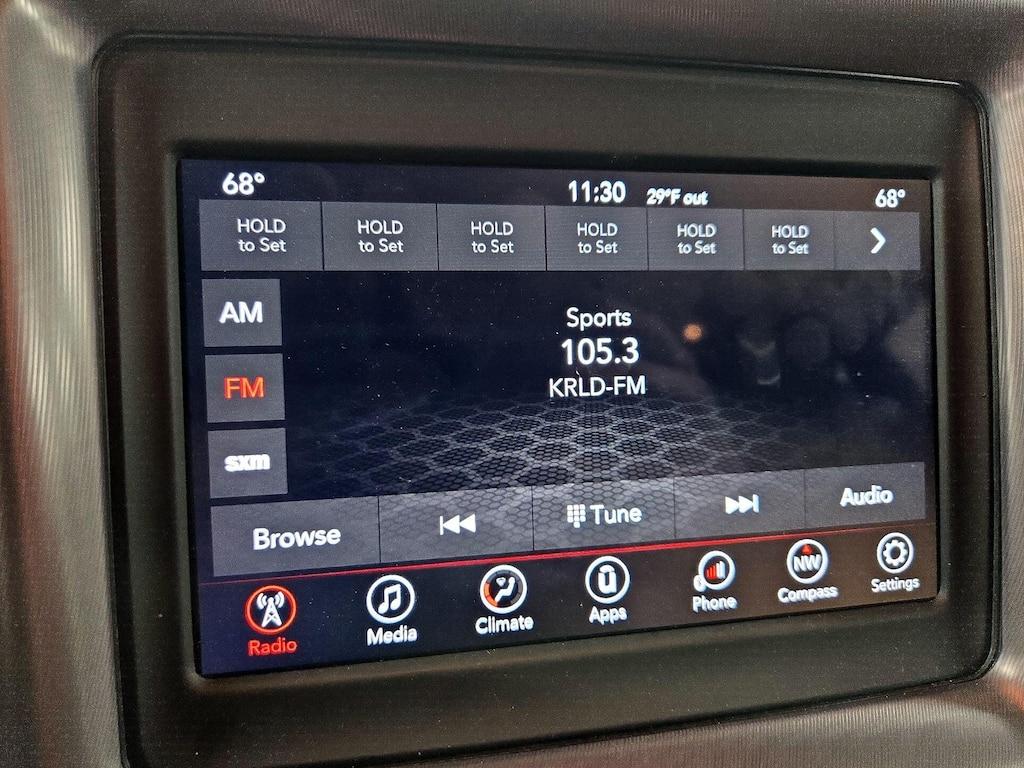 68° 11:30 29°F out 68°
HOLD HOLD HOLD HOLD HOLD HOLD
to Set to Set to Set to Set to Set to Set
AM
Sports
105.3
FM
KRLD-FM
sxm
Browse Tune Audio
NW
Radio Media Climate Apps Phone Compass Settings